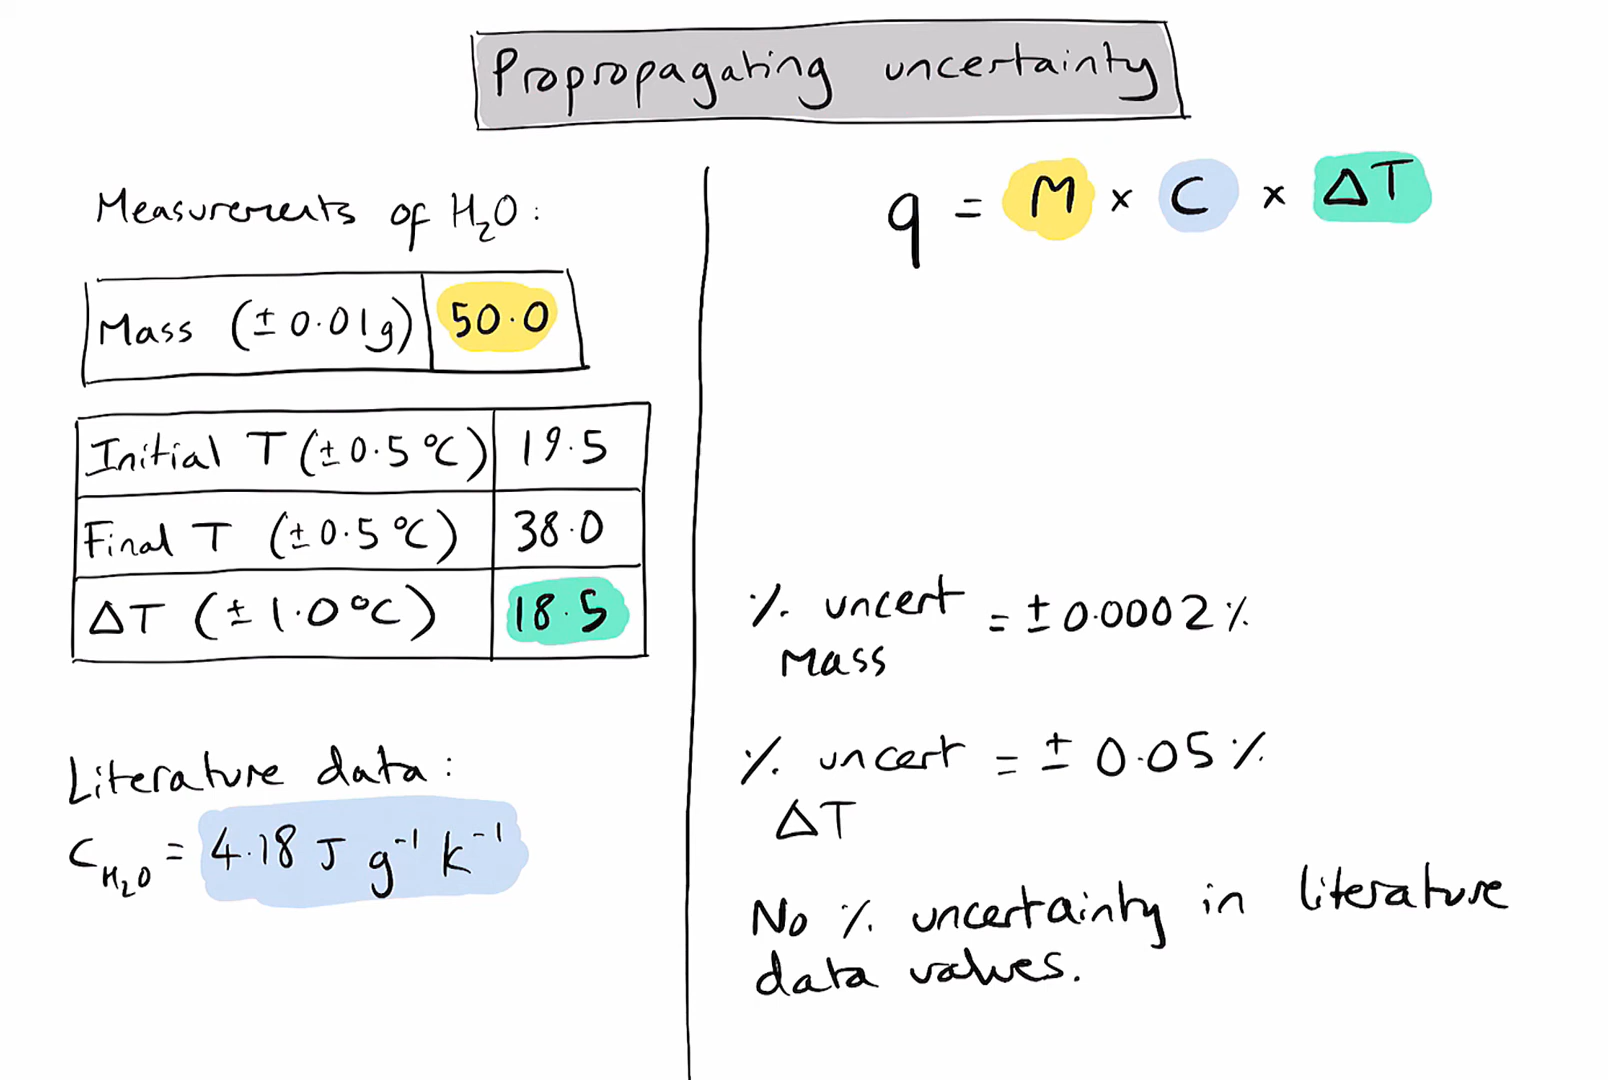 Propropagating uncertainty
Measurements of H₂O :
Mass (± 0.01g) 50.0
Initial T (± 0.5 °C) 19.5
Final T (± 0.5 °C) 38.0
ΔT (± 1.0 °C) 18.5
Literature data :
C_H₂O = 4.18 J g⁻¹ k⁻¹
q = M × C × ΔT
% uncert = ± 0.0002 %
Mass
% uncert = ± 0.05 %
ΔT
No % uncertainty in literature
data values.